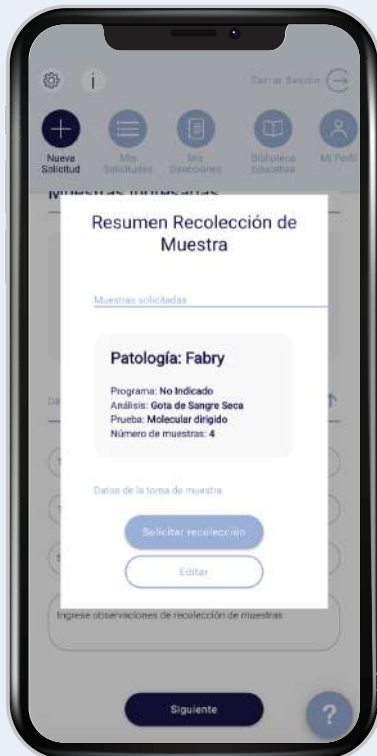 i
Cerrar Sesión
Nueva Solicitud
Mis Solicitudes
Mis Direcciones
Biblioteca Educativa
Mi Perfil
Muestras Ingresadas
Resumen Recolección de
Muestra
Muestras solicitadas
Patología: Fabry
Programa: No Indicado
Análisis: Gota de Sangre Seca
Prueba: Molecular dirigido
Número de muestras: 4
Datos de la toma de muestra
Solicitar recolección
Editar
Ingrese observaciones de recolección de muestras
Siguiente
?